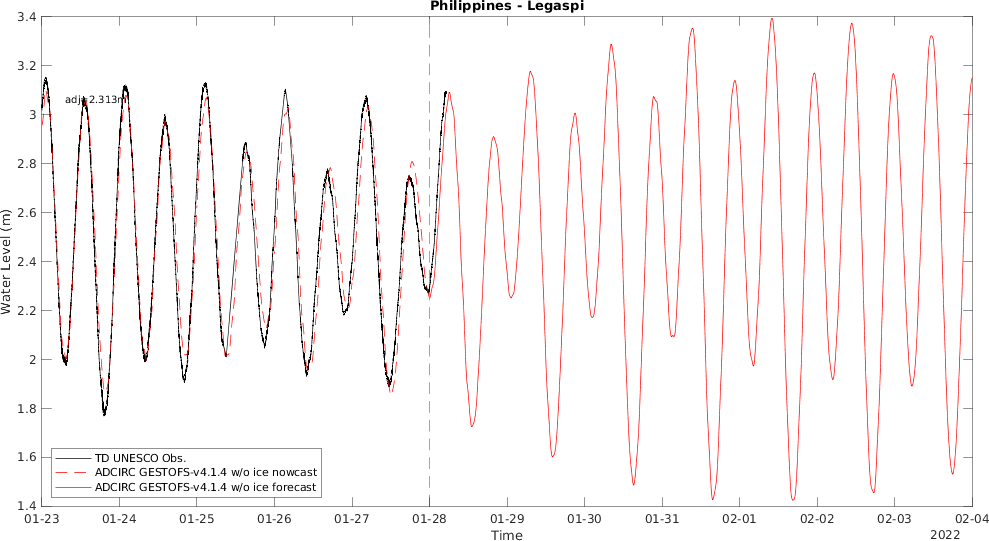 Philippines - Legaspi
3.4
3.2
3
2.8
2.6
2.4
2.2
2
1.8
1.6
1.4
Water Level (m)
adj=2.313m
TD UNESCO Obs.
ADCIRC GESTOFS-v4.1.4 w/o ice nowcast
ADCIRC GESTOFS-v4.1.4 w/o ice forecast
01-23 01-24 01-25 01-26 01-27 01-28 01-29 01-30 01-31 02-01 02-02 02-03 02-04
Time
2022